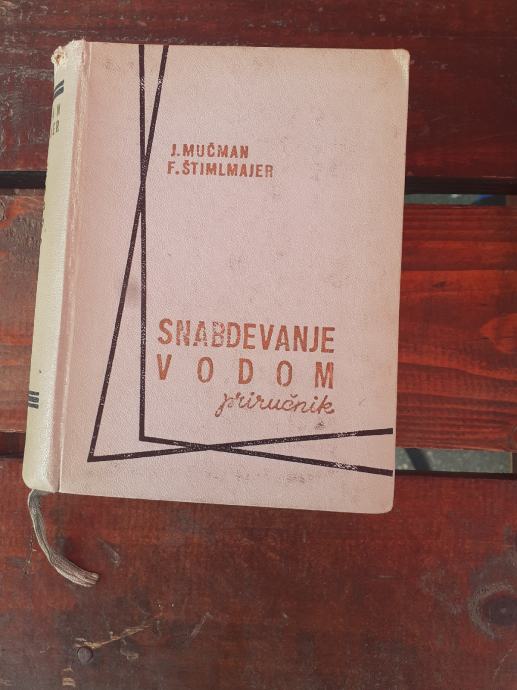 J. MUČMAN
F. ŠTIMLMAJER
SNABDEVANJE
VODOM
priručnik